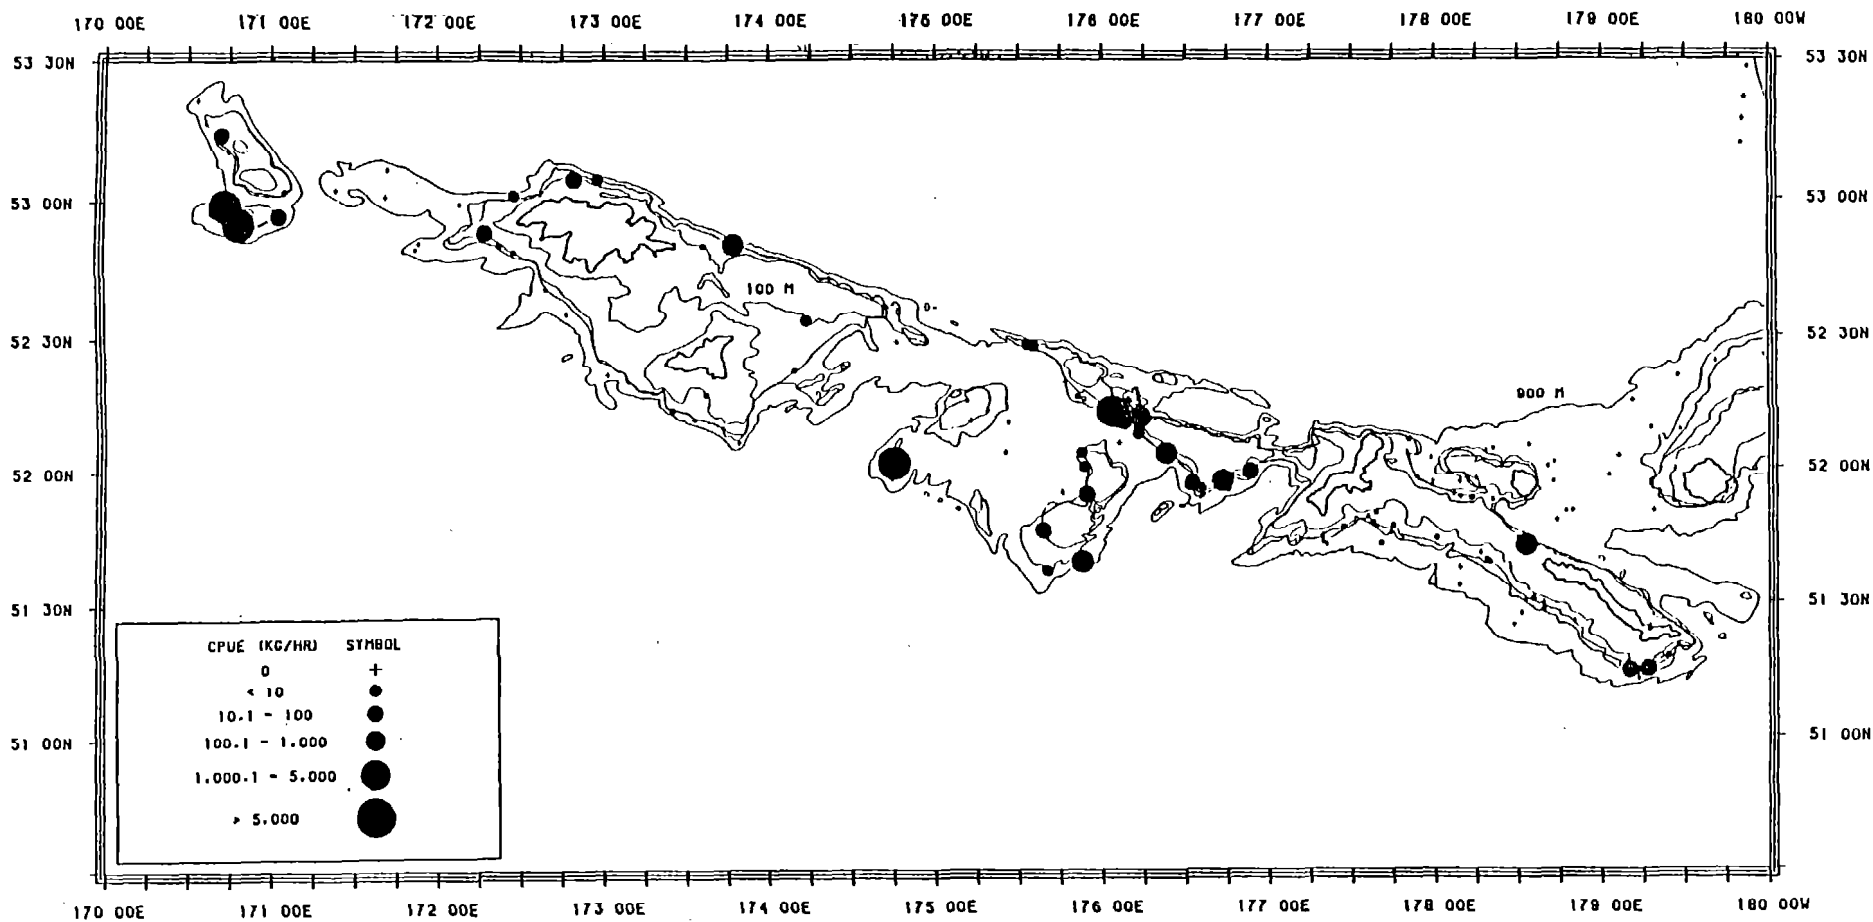 170 00E 171 00E 172 00E 173 00E 174 00E 175 00E 176 00E 177 00E 178 00E 179 00E 180 00W
53 30N 53 30N
53 00N 53 00N
100 M
52 30N 52 30N
900 M
52 00N 52 00N
51 30N 51 30N
CPUE (KG/HR) SYMBOL
0 +
< 10
10.1 - 100
100.1 - 1.000
51 00N 51 00N
1.000.1 - 5.000
> 5.000
170 00E 171 00E 172 00E 173 00E 174 00E 175 00E 176 00E 177 00E 178 00E 179 00E 180 00W